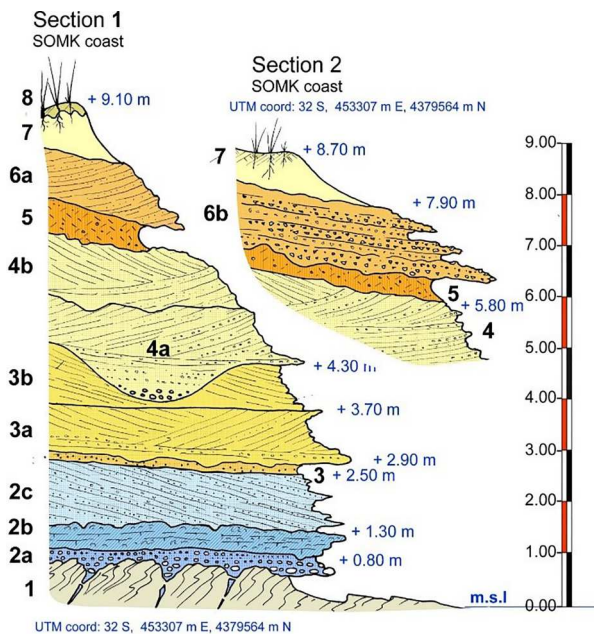 Section 1
SOMK coast
Section 2
SOMK coast
UTM coord: 32 S, 453307 m E, 4379564 m N
8
+ 9.10 m
7
6a
5
4b
4a
+ 4.30 m
3b
+ 3.70 m
3a
+ 2.90 m
3
+ 2.50 m
2c
2b
+ 1.30 m
2a
+ 0.80 m
1
m.s.l
UTM coord: 32 S, 453307 m E, 4379564 m N
7
+ 8.70 m
+ 7.90 m
6b
5
+ 5.80 m
4
9.00
8.00
7.00
6.00
5.00
4.00
3.00
2.00
1.00
0.00